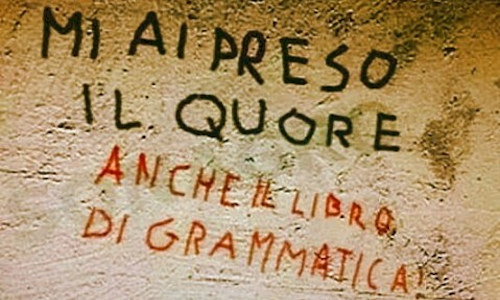 MI AI PRESO
IL QUORE
ANCHE IL LIBRO
DI GRAMMATICA!